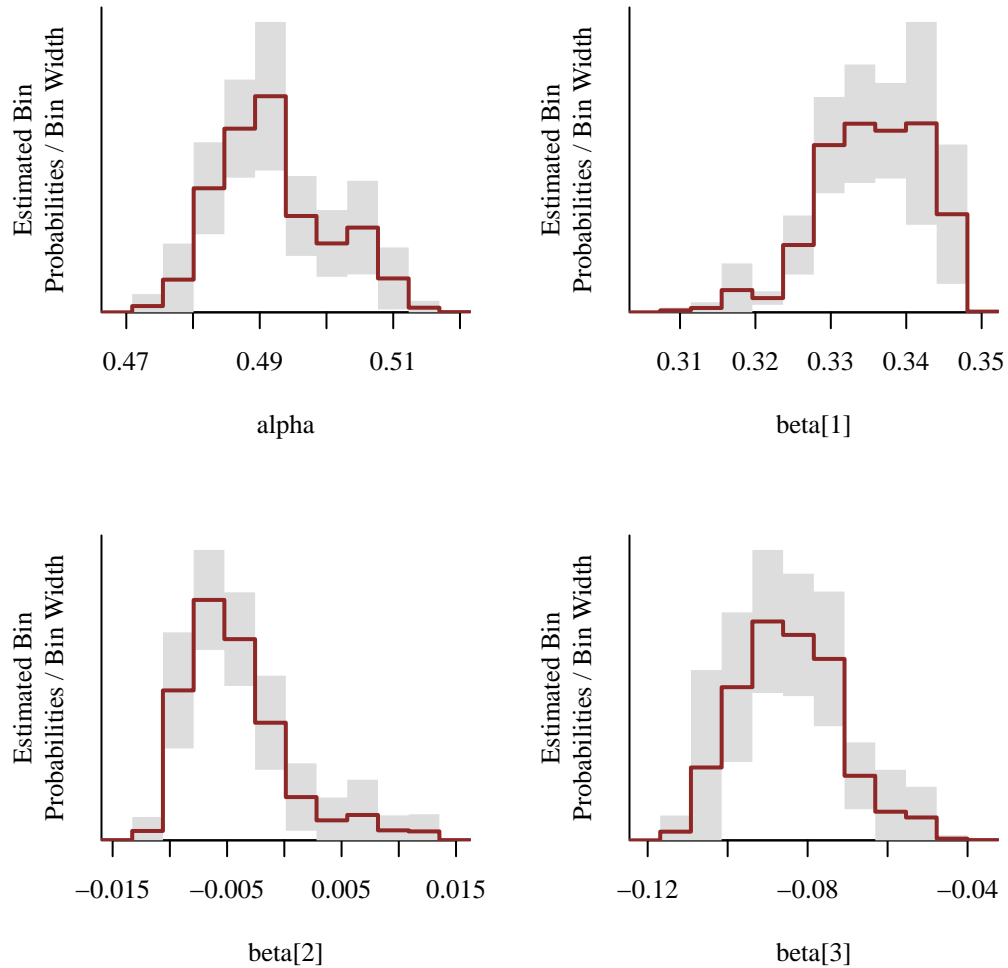 Estimated Bin
Probabilities / Bin Width
0.47 0.49 0.51
alpha
Estimated Bin
Probabilities / Bin Width
0.31 0.32 0.33 0.34 0.35
beta[1]
Estimated Bin
Probabilities / Bin Width
−0.015 −0.005 0.005 0.015
beta[2]
Estimated Bin
Probabilities / Bin Width
−0.12 −0.08 −0.04
beta[3]